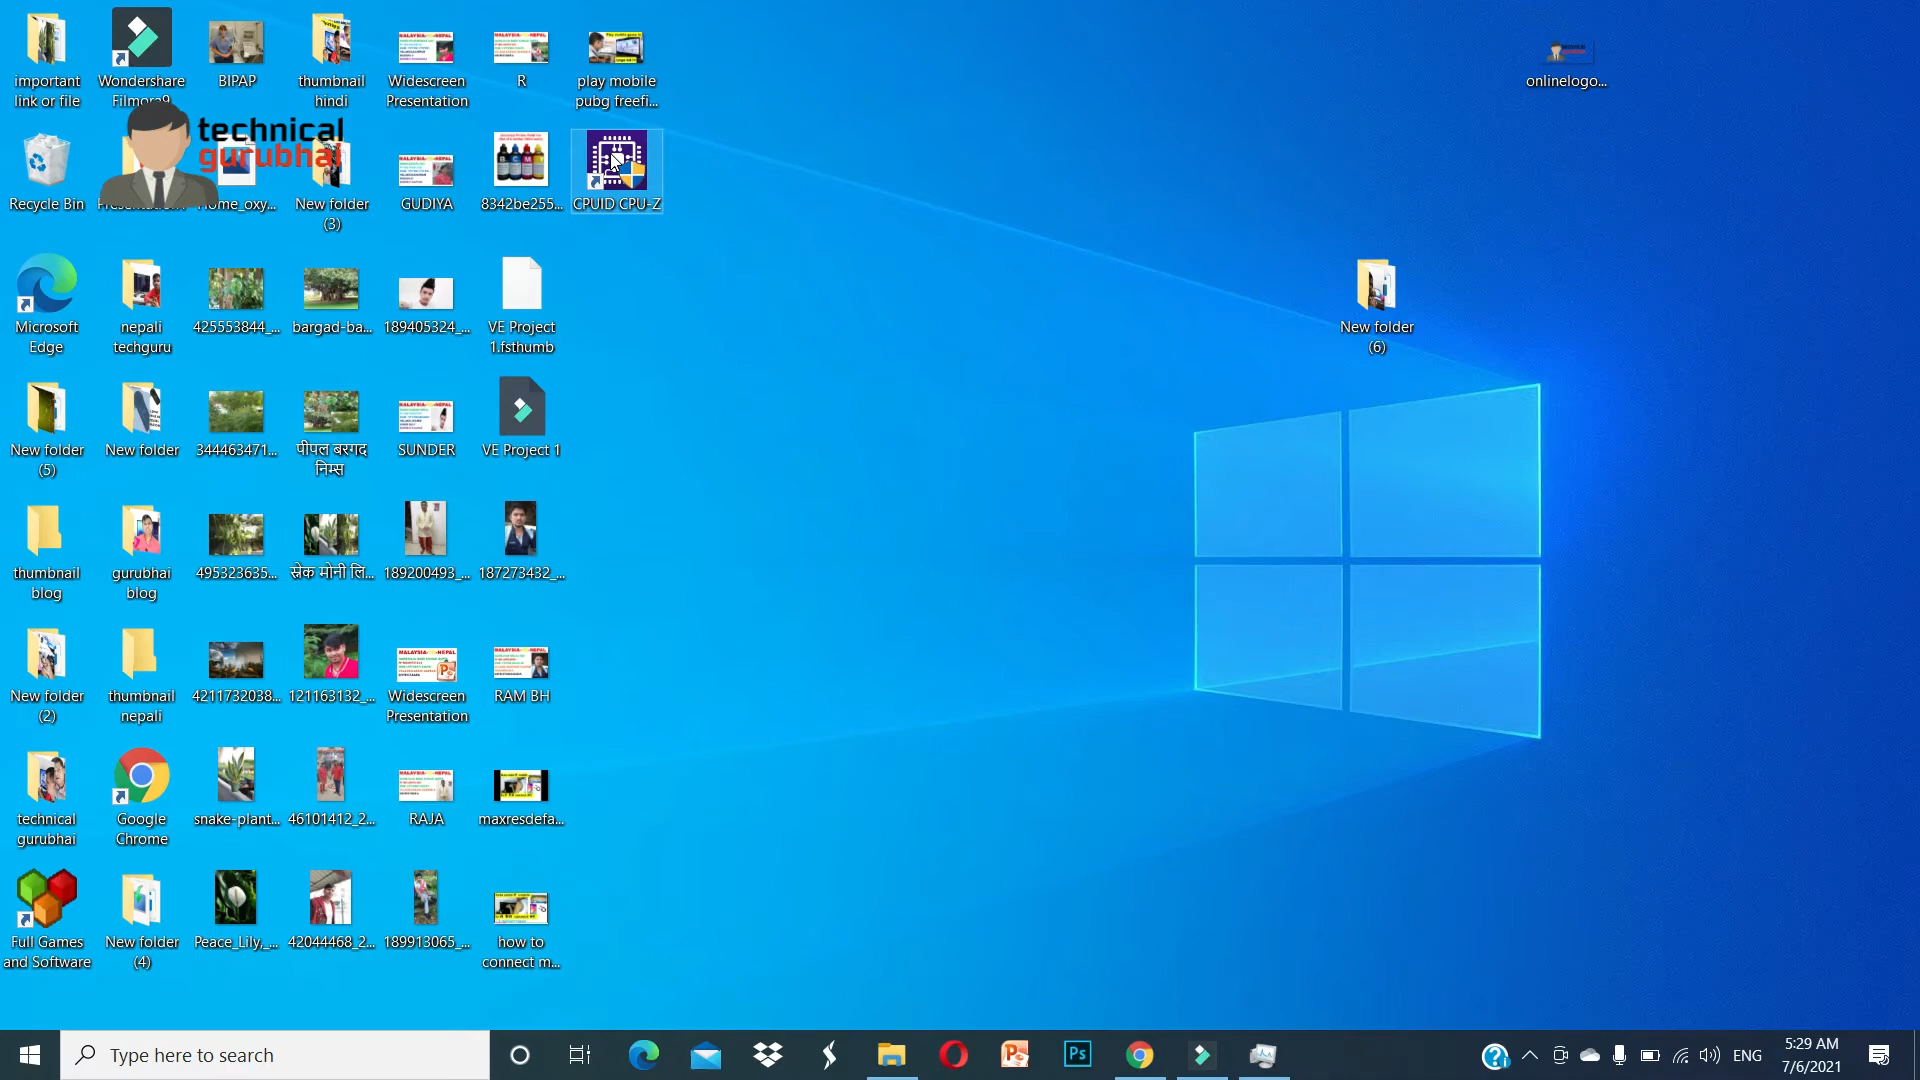 important
link or file
Wondershare
Filmora9
BIPAP
thumbnail
hindi
Widescreen
Presentation
R
play mobile
pubg freefi...
onlinelogo...
technical
gurubhai
Recycle Bin
New folder
(3)
GUDIYA
8342be255...
CPUID CPU-Z
Microsoft
Edge
nepali
techguru
425553844_...
bargad-ba...
189405324_...
VE Project
1.fsthumb
New folder
(6)
New folder
(5)
New folder
344463471...
पीपल बरगद
निम्स
SUNDER
VE Project 1
thumbnail
blog
gurubhai
blog
495323635...
स्नेक मोनी लि...
189200493_...
187273432_...
New folder
(2)
thumbnail
nepali
4211732038...
121163132_...
Widescreen
Presentation
RAM BH
technical
gurubhai
Google
Chrome
snake-plant...
46101412_2...
RAJA
maxresdefa...
Full Games
and Software
New folder
(4)
Peace_Lily,_...
42044468_2...
189913065_...
how to
connect m...
Type here to search
Ps
ENG
5:29 AM
7/6/2021